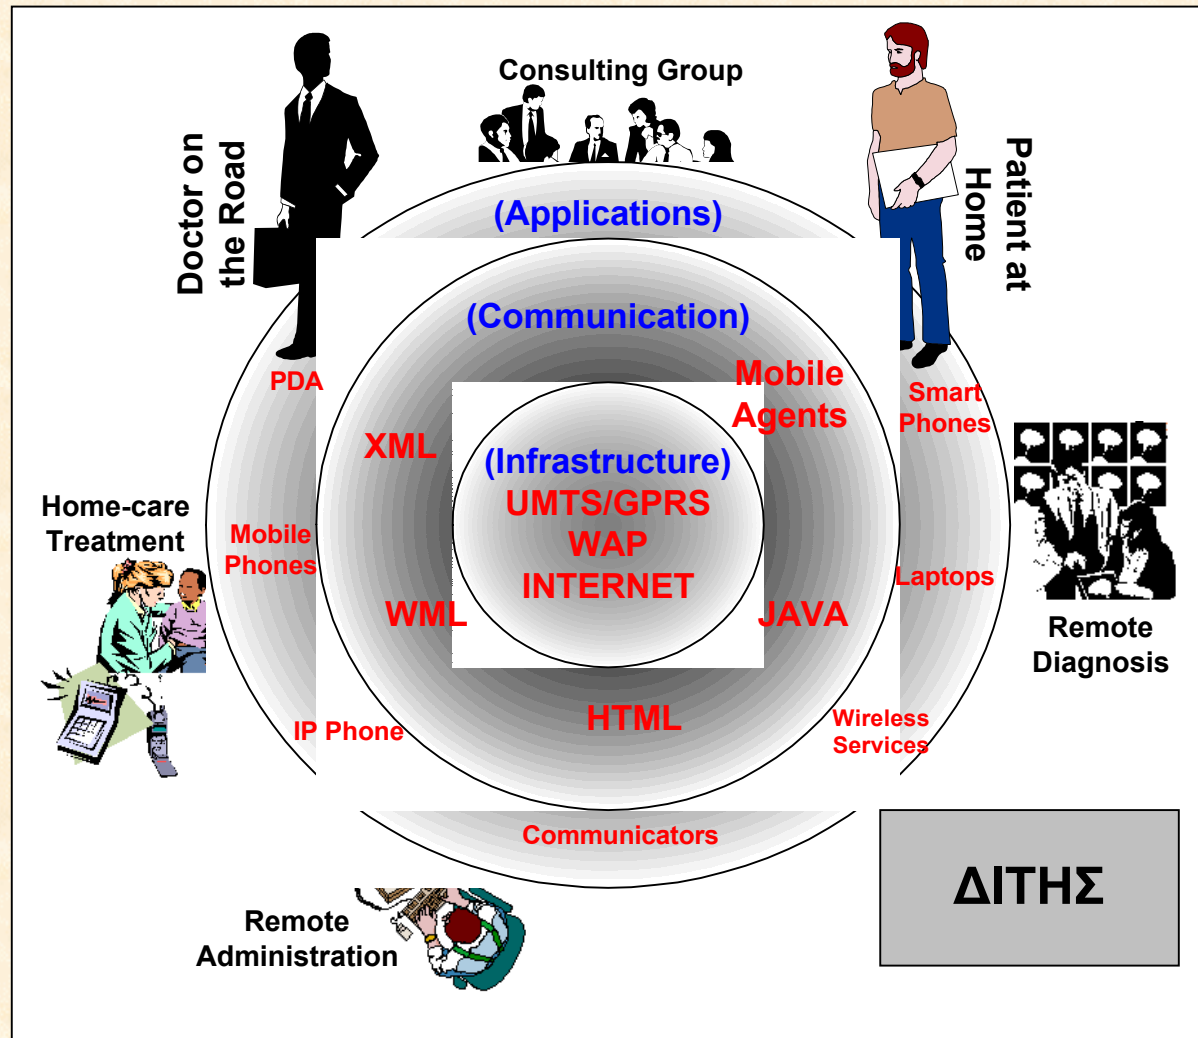 Consulting Group
Doctor on
the Road
Patient at
Home
(Applications)
(Communication)
PDA
Mobile
Agents
Smart
Phones
XML
(Infrastructure)
UMTS/GPRS
WAP
INTERNET
Home-care
Treatment
Mobile
Phones
Laptops
WML
JAVA
Remote
Diagnosis
IP Phone
HTML
Wireless
Services
Communicators
ΔΙΤΗΣ
Remote
Administration